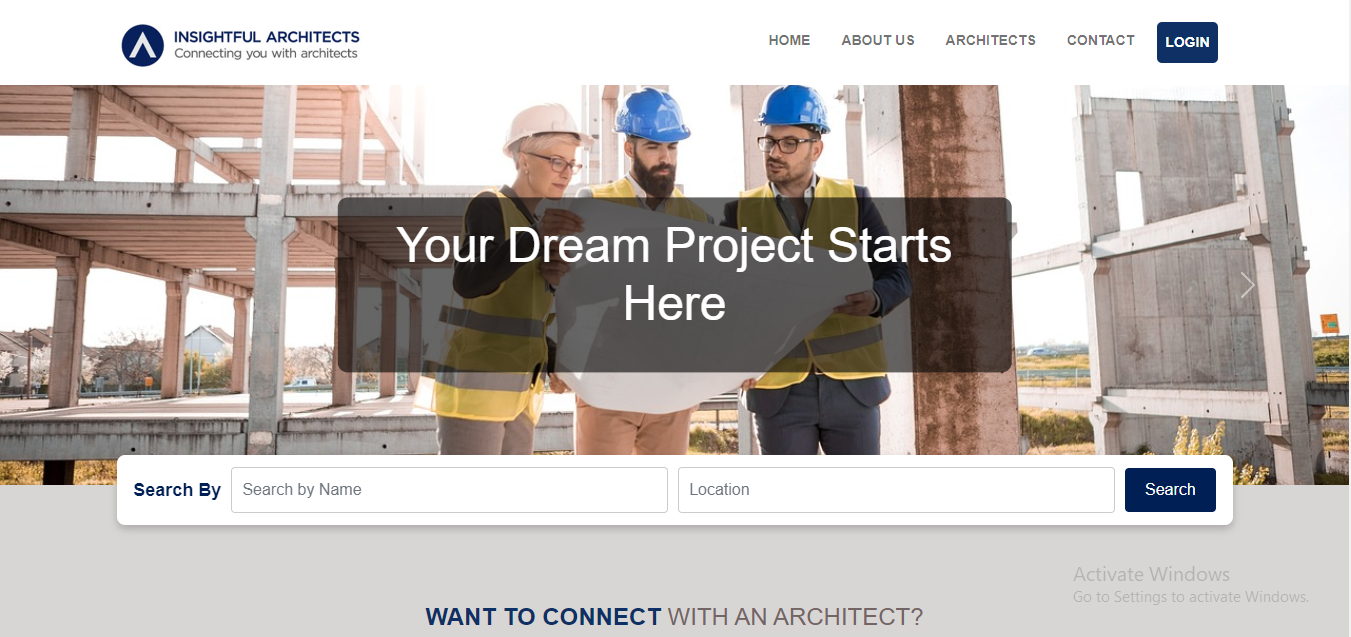 INSIGHTFUL ARCHITECTS
Connecting you with architects
HOME
ABOUT US
ARCHITECTS
CONTACT
LOGIN
Your Dream Project Starts
Here
Search By
Search by Name
Location
Search
Activate Windows
Go to Settings to activate Windows.
WANT TO CONNECT WITH AN ARCHITECT?